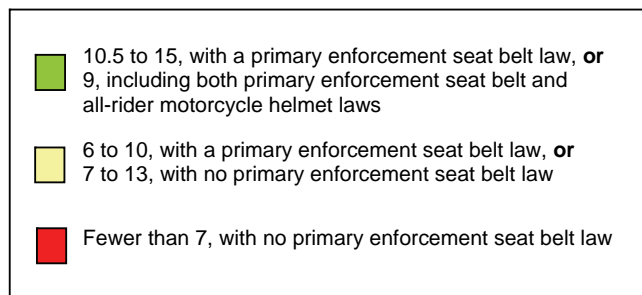 10.5 to 15, with a primary enforcement seat belt law, or
9, including both primary enforcement seat belt and
all-rider motorcycle helmet laws
6 to 10, with a primary enforcement seat belt law, or
7 to 13, with no primary enforcement seat belt law
Fewer than 7, with no primary enforcement seat belt law